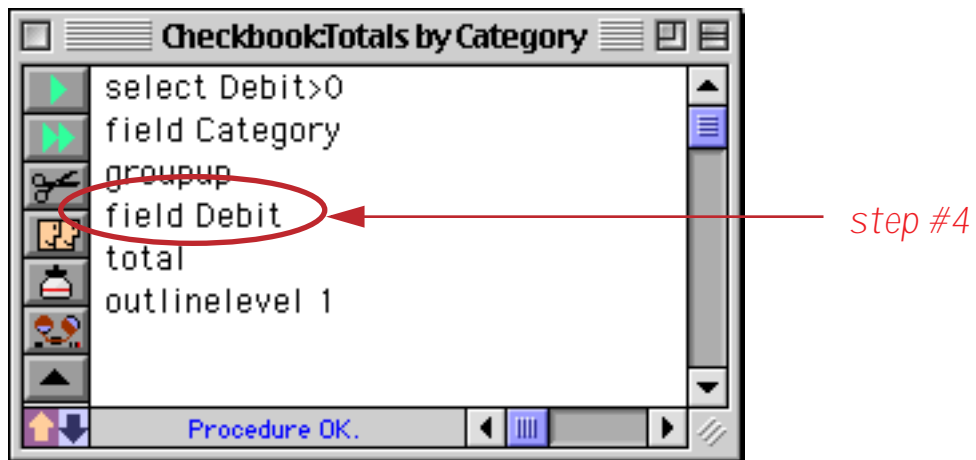 Checkbook:Totals by Category
select Debit>0
field Category
groupup
field Debit
step #4
total
outlinelevel 1
Procedure OK.